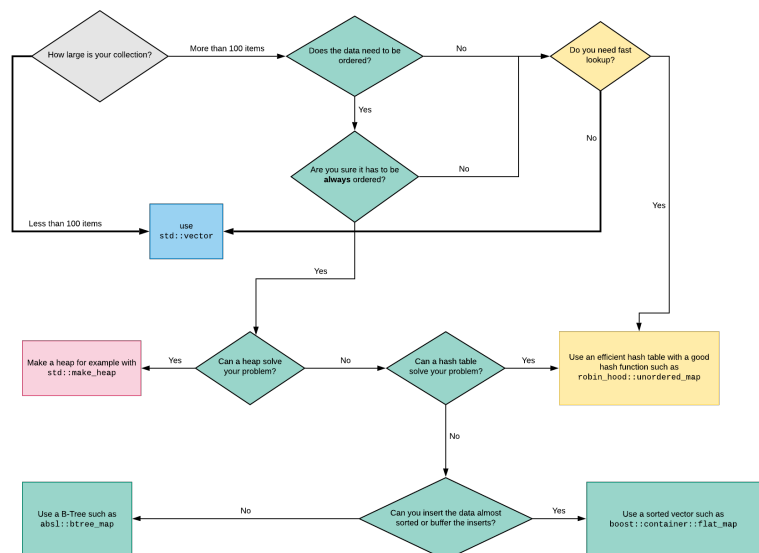 How large is your collection?
More than 100 items
Does the data need to be
ordered?
No
Do you need fast
lookup?
Yes
No
Are you sure it has to be
always ordered?
No
Yes
Less than 100 items
use
std::vector
Yes
Make a heap for example with
std::make_heap
Yes
Can a heap solve
your problem?
No
Can a hash table
solve your problem?
Yes
Use an efficient hash table with a good
hash function such as
robin_hood::unordered_map
No
Use a B-Tree such as
absl::btree_map
No
Can you insert the data almost
sorted or buffer the inserts?
Yes
Use a sorted vector such as
boost::container::flat_map